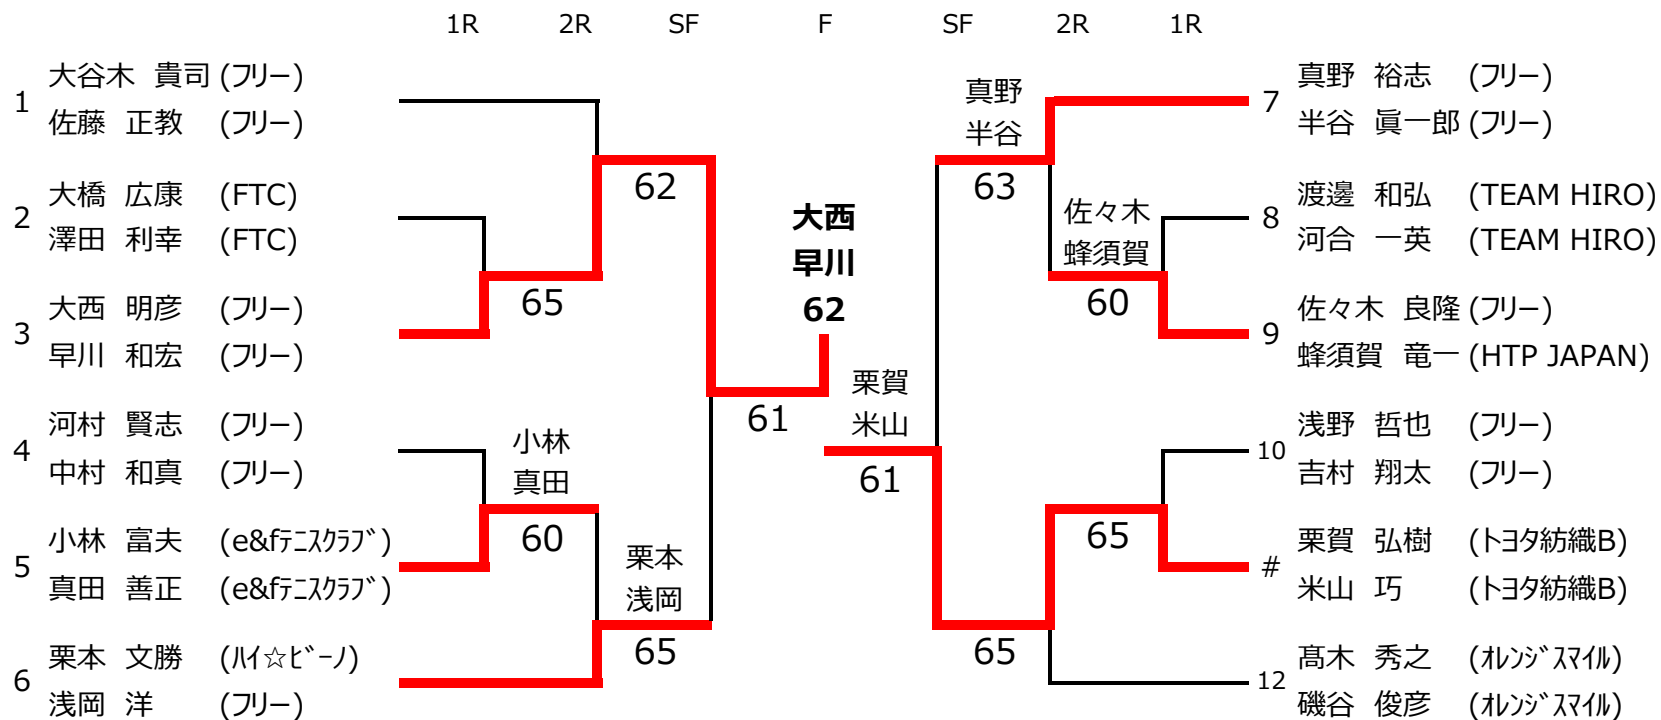 1R 2R SF F SF 2R 1R
1 大谷木 貴司 (フリー)
佐藤 正教 (フリー)
2 大橋 広康 (FTC)
澤田 利幸 (FTC)
3 大西 明彦 (フリー)
早川 和宏 (フリー)
4 河村 賢志 (フリー)
中村 和真 (フリー)
5 小林 富夫 (e&fﾃﾆｽｸﾗﾌﾞ)
真田 善正 (e&fﾃﾆｽｸﾗﾌﾞ)
6 栗本 文勝 (ハイ☆ビーノ)
浅岡 洋 (フリー)
65
小林
真田
60
62
栗本
浅岡
65
61
大西
早川
62
栗賀
米山
61
真野
半谷
63
65
佐々木
蜂須賀
60
65
7 真野 裕志 (フリー)
半谷 眞一郎 (フリー)
8 渡邊 和弘 (TEAM HIRO)
河合 一英 (TEAM HIRO)
9 佐々木 良隆 (フリー)
蜂須賀 竜一 (HTP JAPAN)
10 浅野 哲也 (フリー)
吉村 翔太 (フリー)
# 栗賀 弘樹 (トヨタ紡織B)
米山 巧 (トヨタ紡織B)
12 髙木 秀之 (ｵﾚﾝｼﾞｽﾏｲﾙ)
磯谷 俊彦 (ｵﾚﾝｼﾞｽﾏｲﾙ)